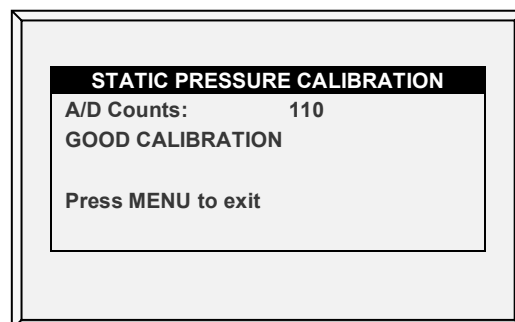 STATIC PRESSURE CALIBRATION
A/D Counts: 110
GOOD CALIBRATION
Press MENU to exit